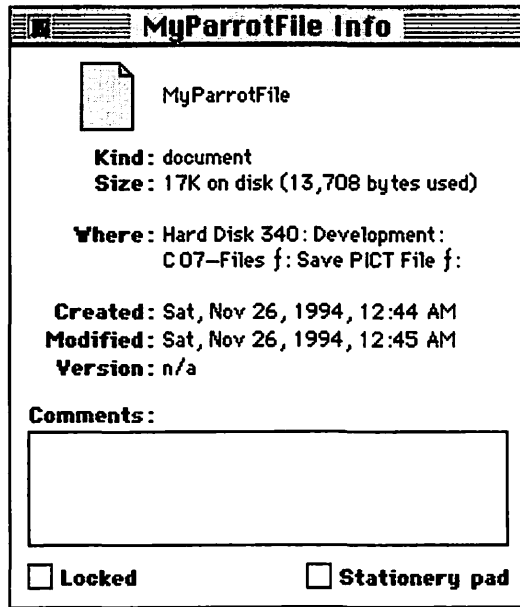 MyParrotFile Info
MyParrotFile
Kind: document
Size: 17K on disk (13,708 bytes used)
Where: Hard Disk 340: Development:
C 07–Files ƒ: Save PICT File ƒ:
Created: Sat, Nov 26, 1994, 12:44 AM
Modified: Sat, Nov 26, 1994, 12:45 AM
Version: n/a
Comments:
Locked
Stationery pad